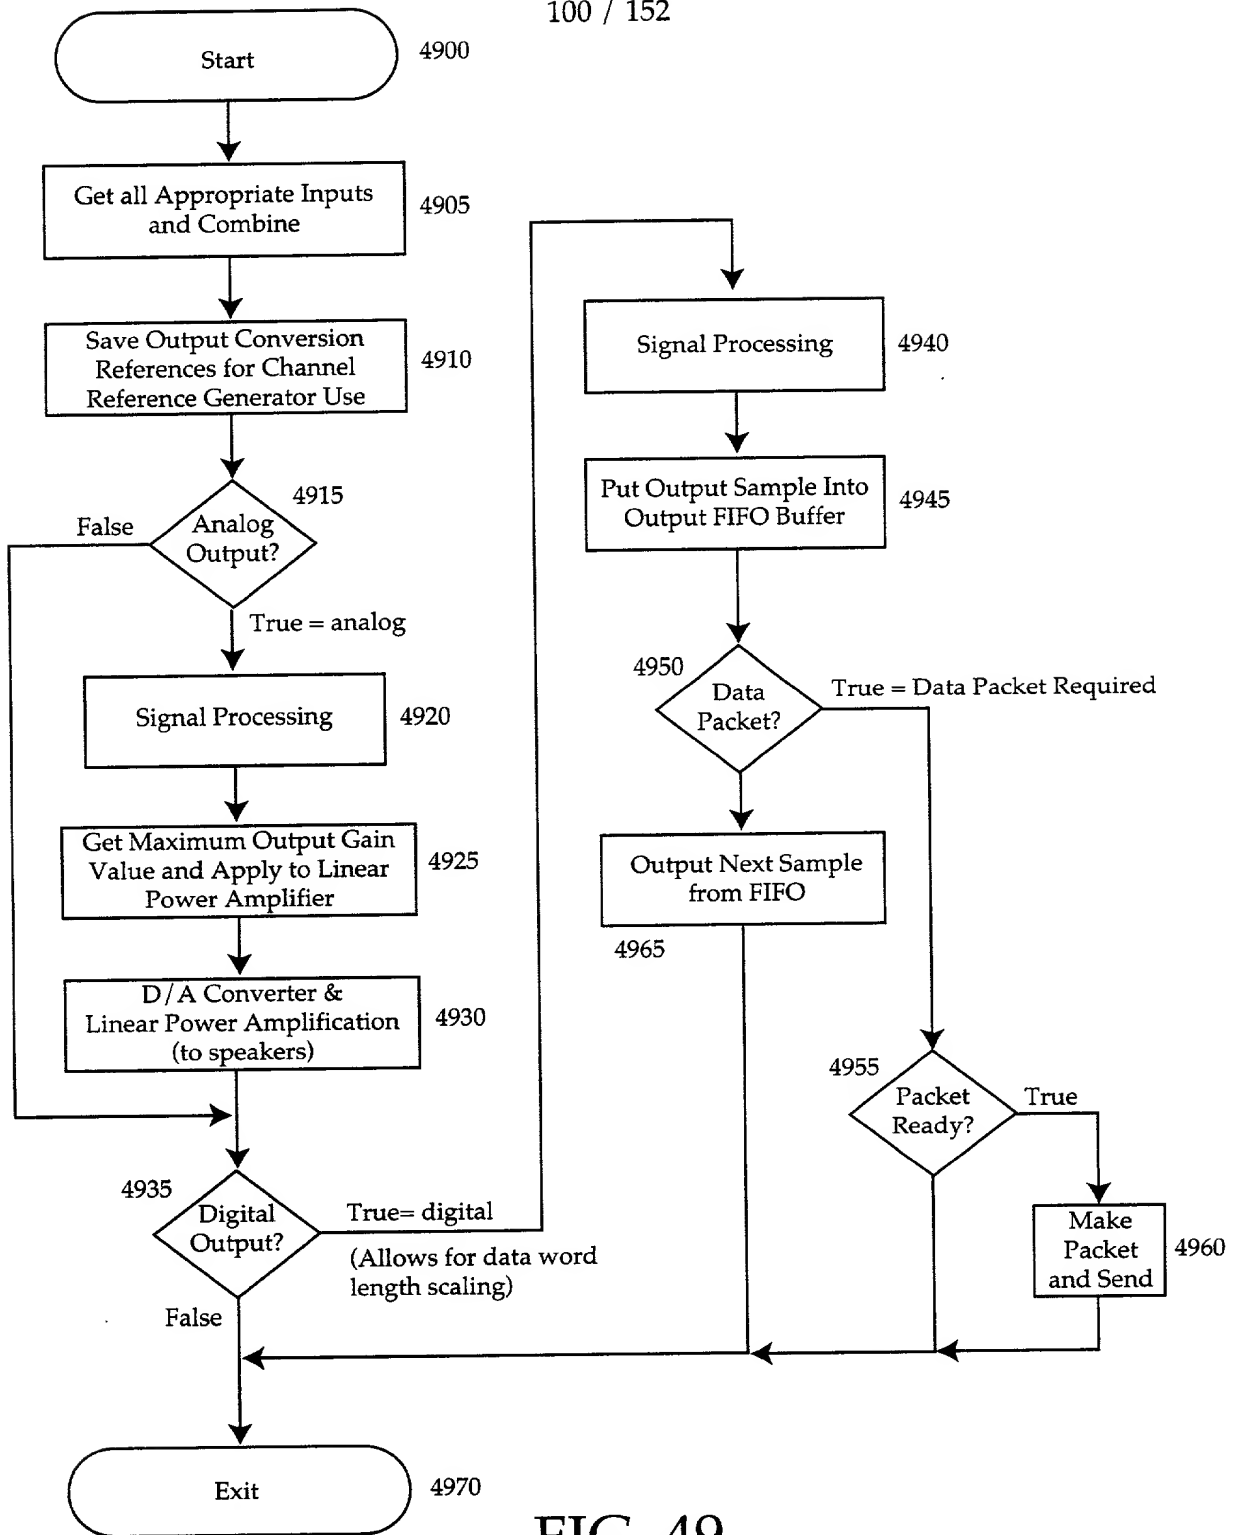 100 / 152
Start
4900
Get all Appropriate Inputs
and Combine
4905
Save Output Conversion
References for Channel
Reference Generator Use
4910
4915
Analog
Output?
False
True = analog
Signal Processing
4920
Get Maximum Output Gain
Value and Apply to Linear
Power Amplifier
4925
D/A Converter &
Linear Power Amplification
(to speakers)
4930
4935
Digital
Output?
True= digital
(Allows for data word
length scaling)
False
Signal Processing
4940
Put Output Sample Into
Output FIFO Buffer
4945
4950
Data
Packet?
True = Data Packet Required
Output Next Sample
from FIFO
4965
4955
Packet
Ready?
True
Make
Packet
and Send
4960
Exit
4970
FIG. 49